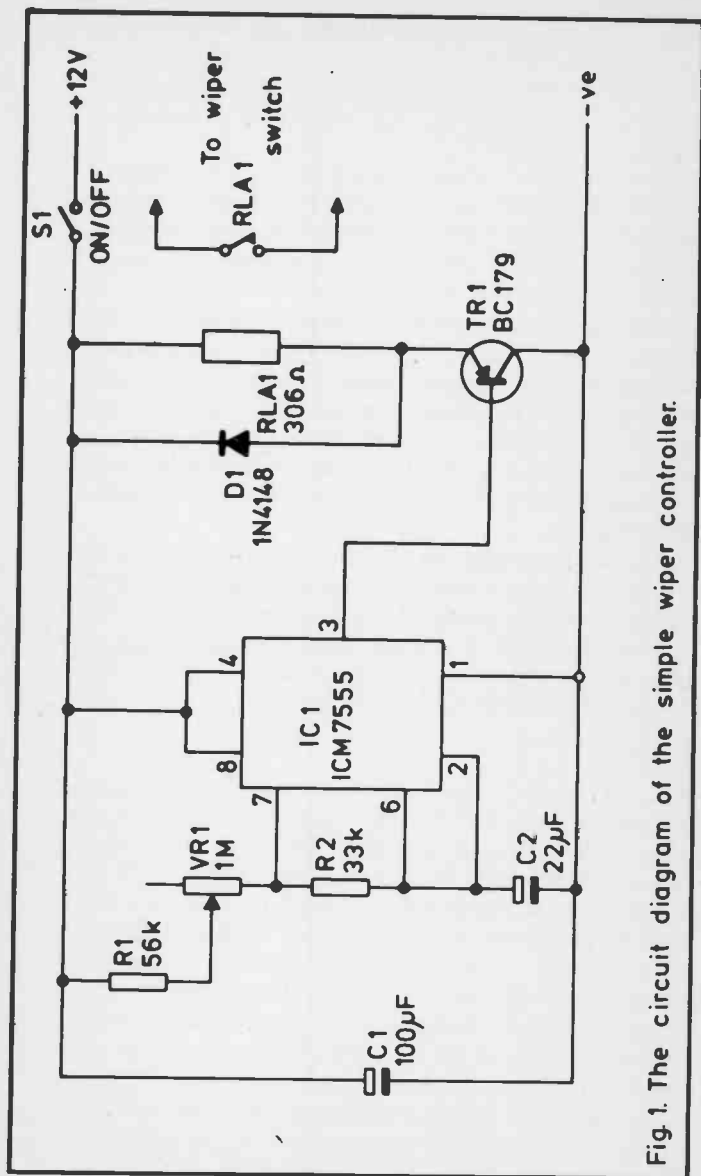 S1
+12V
ON/OFF
To wiper
RLA1
switch
D1
1N4148
RLA1
306Ω
TR1
BC179
-ve
R1
56k
VR1
1M
C1
100µF
R2
33k
C2
22µF
IC1
ICM7555
8
4
7
3
6
2
1
Fig. 1. The circuit diagram of the simple wiper controller.